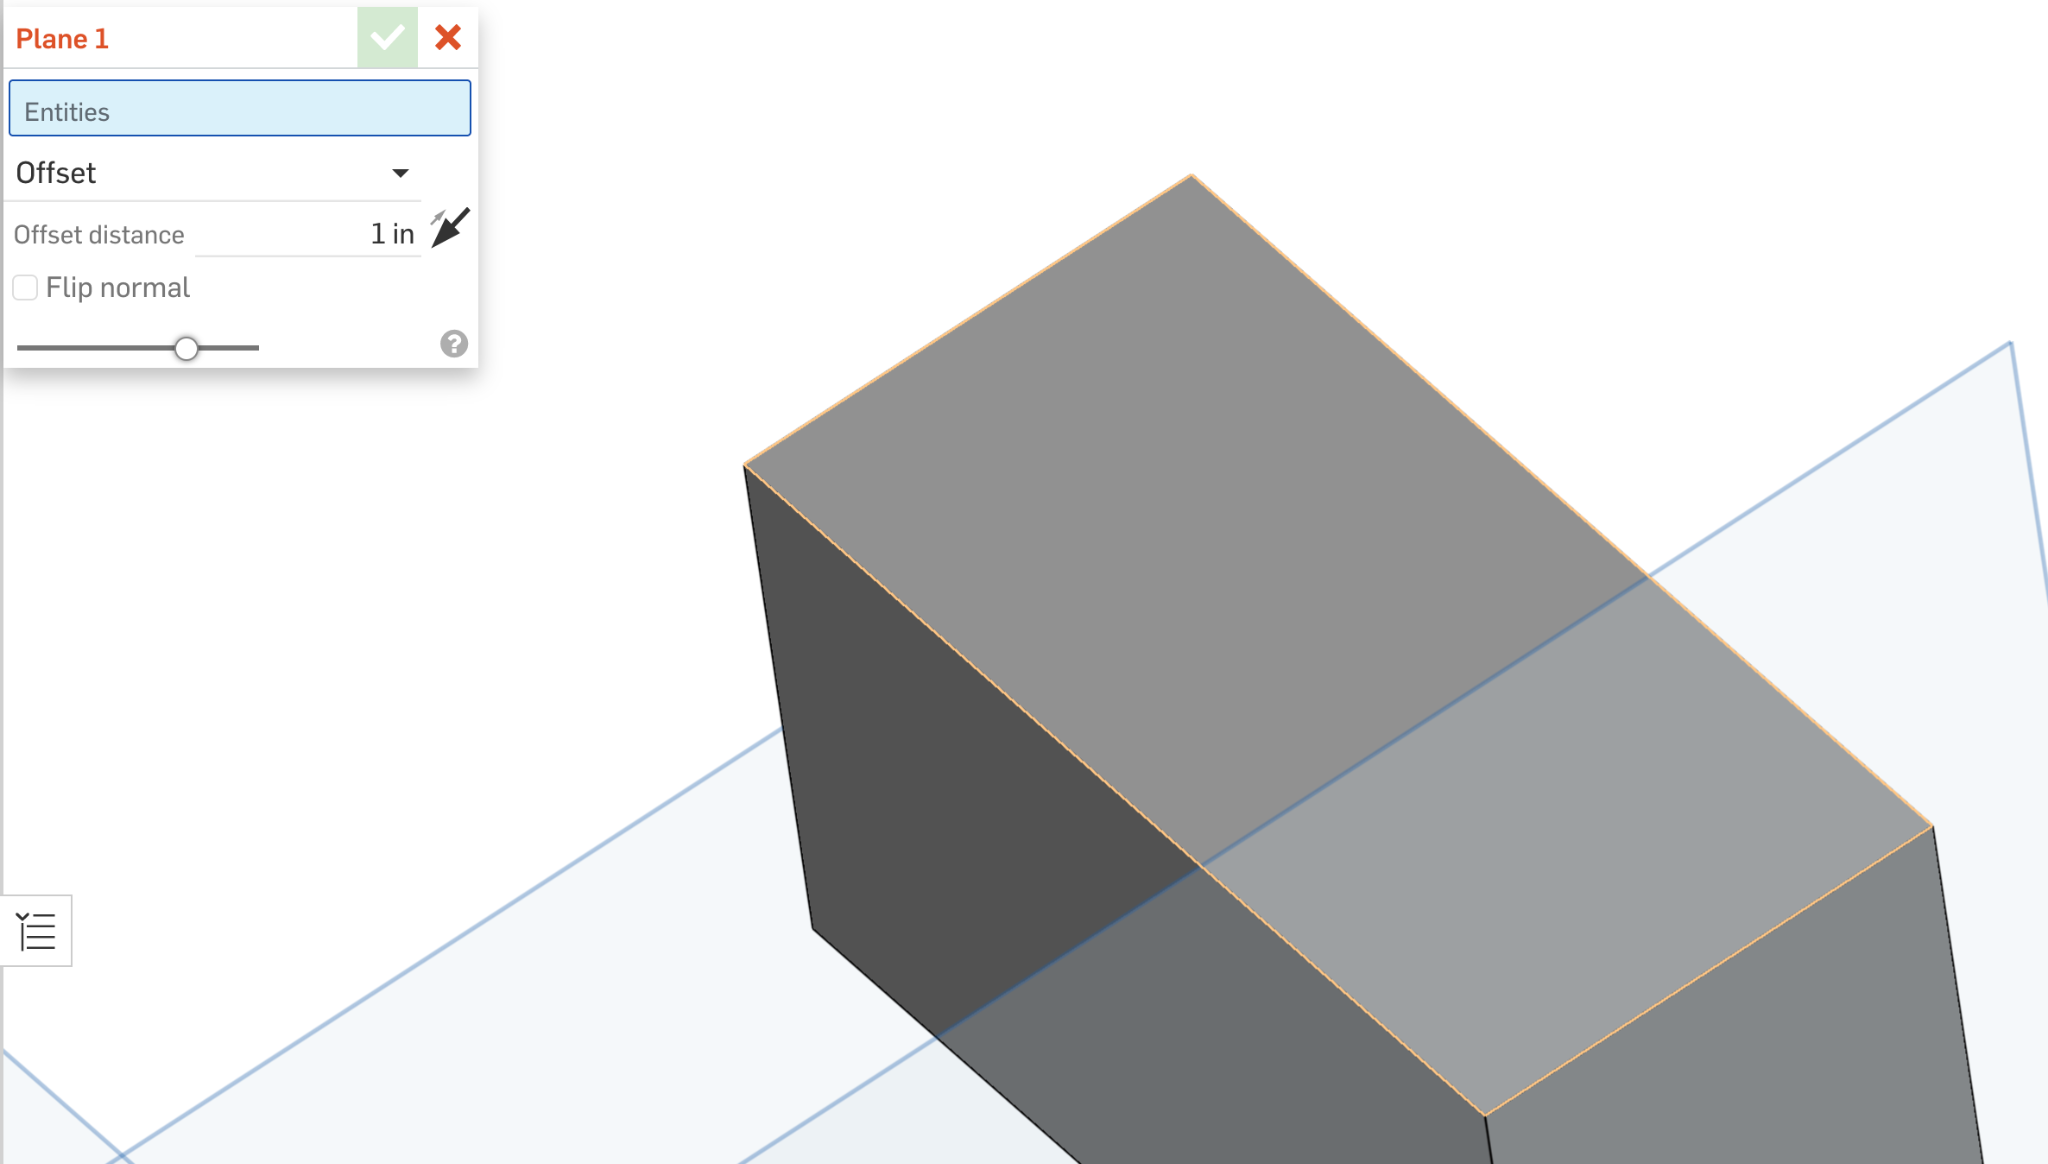 Plane 1
Entities
Offset
Offset distance 1 in
Flip normal
?